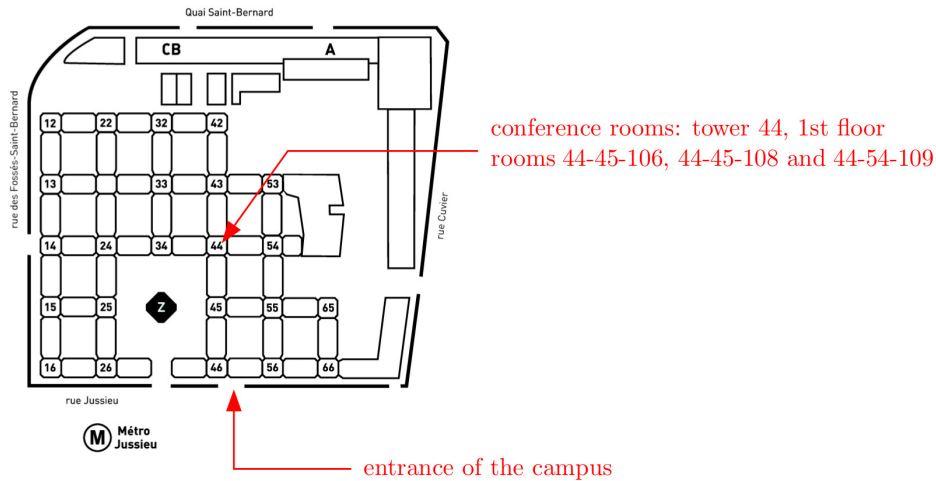 Quai Saint-Bernard
CB
A
rue des Fossés-Saint-Bernard
12 22 32 42
conference rooms: tower 44, 1st floor
rooms 44-45-106, 44-45-108 and 44-54-109
13 33 43 53
rue Cuvier
14 24 34 44 54
15 25 Z 45 55 65
16 26 46 56 66
rue Jussieu
M Métro
Jussieu
entrance of the campus